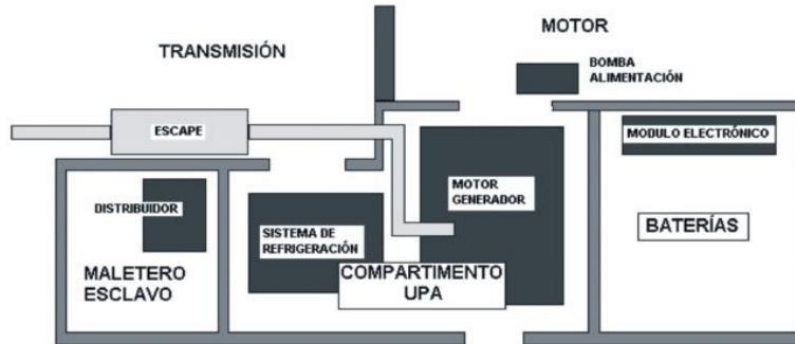 MOTOR
TRANSMISIÓN
BOMBA
ALIMENTACIÓN
ESCAPE
MODULO ELECTRÓNICO
MOTOR
GENERADOR
DISTRIBUIDOR
SISTEMA DE
REFRIGERACIÓN
BATERÍAS
MALETERO
ESCLAVO
COMPARTIMENTO
UPA